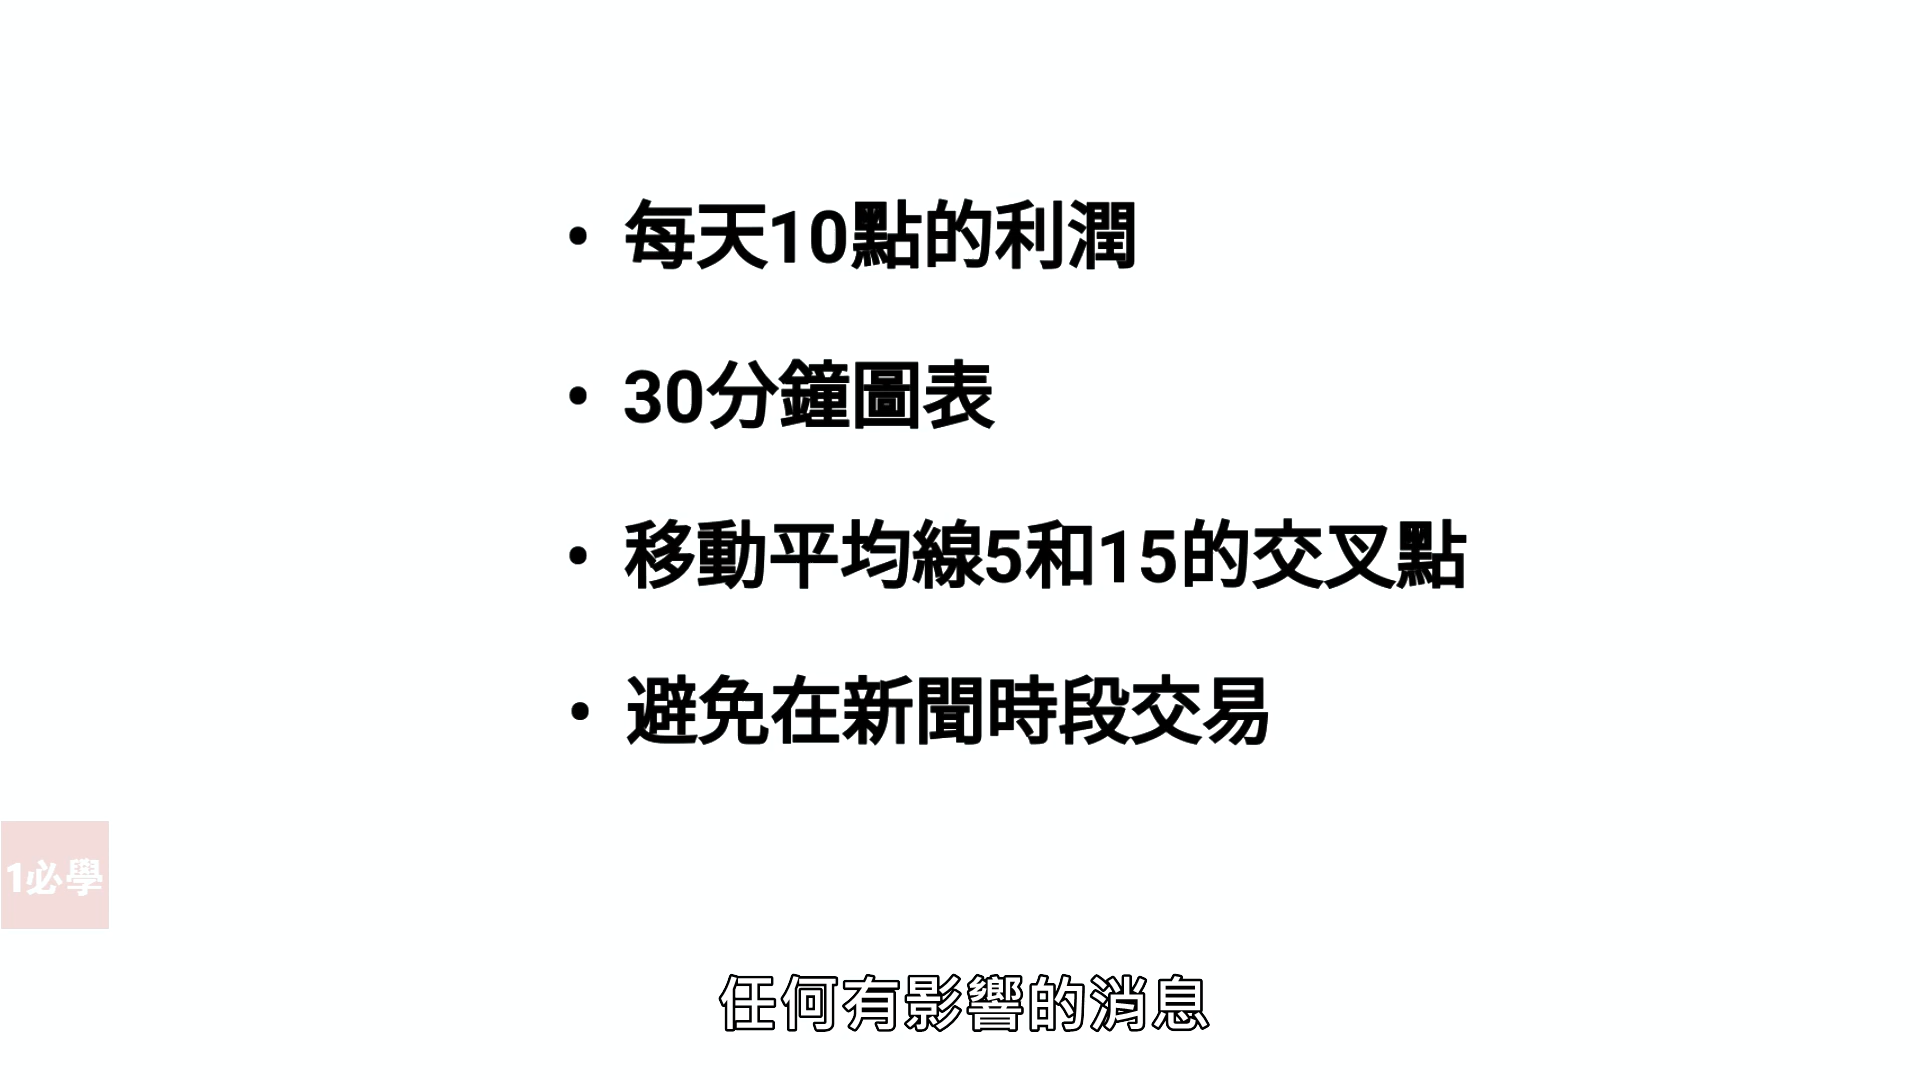 • 每天10點的利潤
• 30分鐘圖表
• 移動平均線5和15的交叉點
• 避免在新聞時段交易
1必學
任何有影響的消息